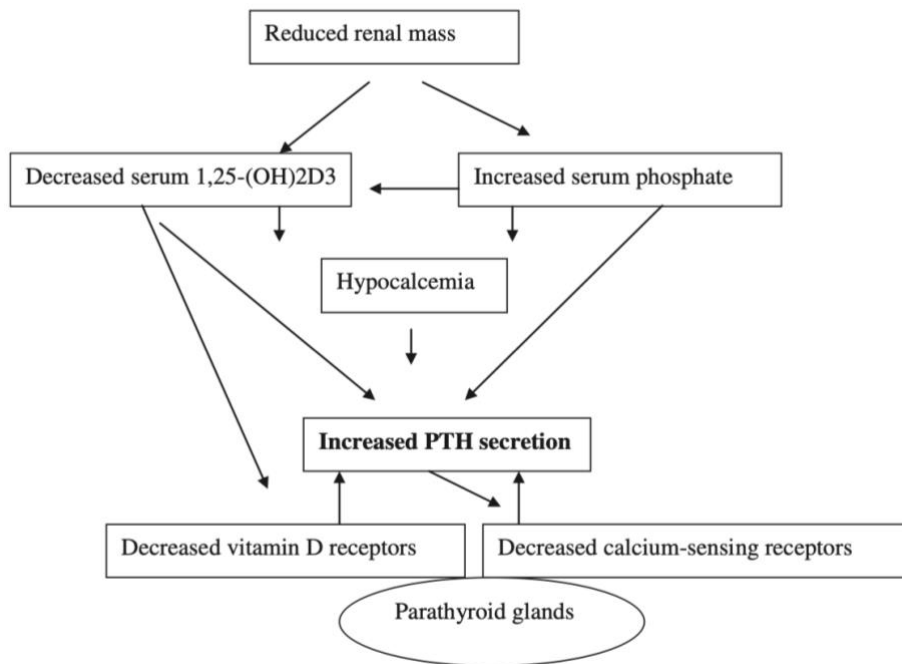 Reduced renal mass
Decreased serum 1,25-(OH)2D3
Increased serum phosphate
Hypocalcemia
Increased PTH secretion
Decreased vitamin D receptors
Decreased calcium-sensing receptors
Parathyroid glands